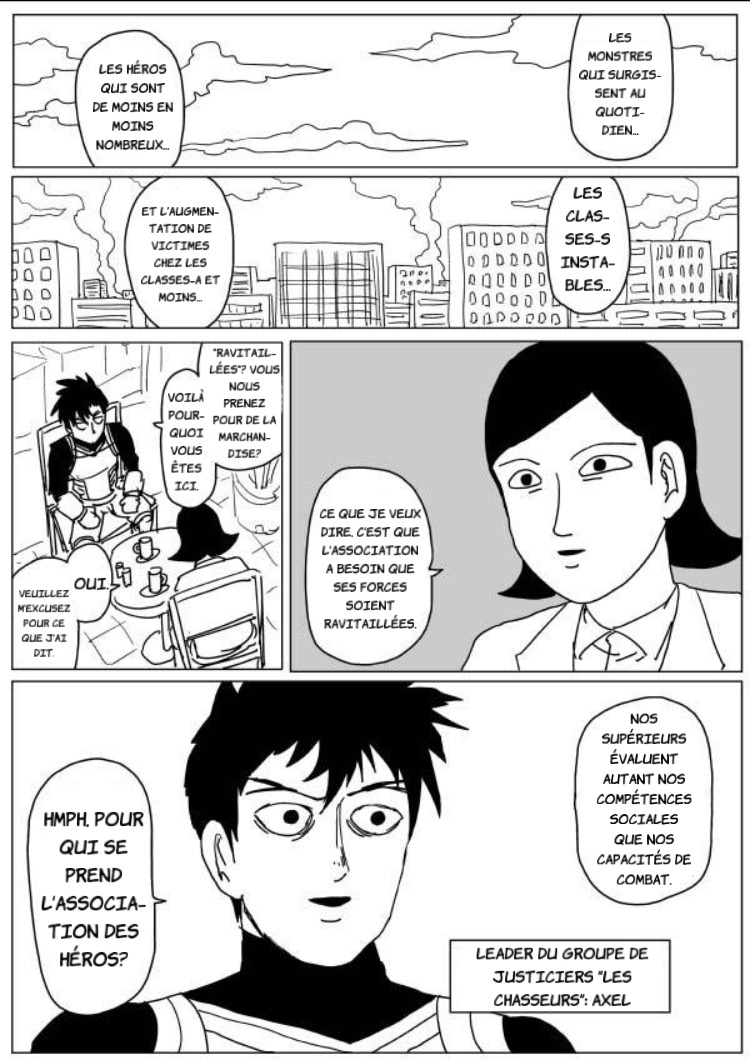 LES
MONSTRES
QUI SURGIS-
SENT AU
QUOTI-
DIEN...
LES HÉROS
QUI SONT
DE MOINS EN
MOINS
NOMBREUX...
LES
CLAS-
SES-S
INSTA-
BLES...
ET L'AUGMEN-
TATION DE
VICTIMES
CHEZ LES
CLASSES-A ET
MOINS...
CE QUE JE VEUX
DIRE, C'EST QUE
L'ASSOCIATION
A BESOIN QUE
SES FORCES
SOIENT
RAVITAILLÉES.
"RAVITAIL-
LÉES"? VOUS
NOUS
PRENEZ
POUR DE LA
MARCHAN-
DISE?
VOILÀ
POUR-
QUOI
VOUS
ÊTES
ICI.
OUI.
VEUILLEZ
M'EXCUSEZ
POUR CE
QUE J'AI
DIT.
NOS
SUPÉRIEURS
ÉVALUENT
AUTANT NOS
COMPÉTENCES
SOCIALES
QUE NOS
CAPACITÉS DE
COMBAT.
HMPH, POUR
QUI SE
PREND
L'ASSOCIA-
TION DES
HÉROS?
LEADER DU GROUPE DE
JUSTICIERS "LES
CHASSEURS": AXEL